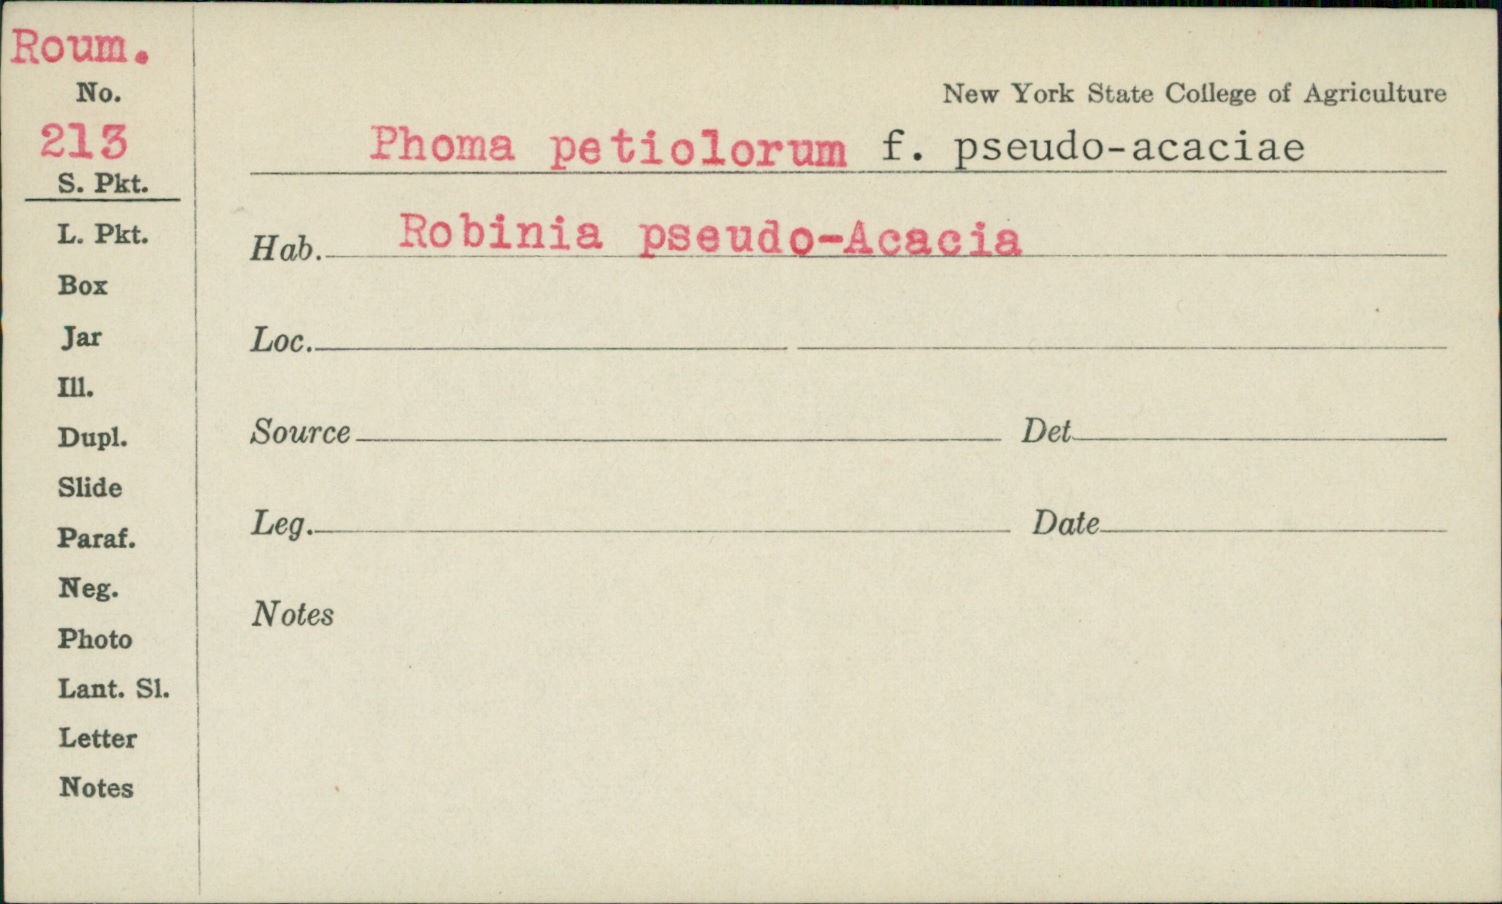 Roum.
No.
213
S. Pkt.
L. Pkt.
Box
Jar
Ill.
Dupl.
Slide
Paraf.
Neg.
Photo
Lant. Sl.
Letter
Notes
New York State College of Agriculture
Phoma petiolorum f. pseudo-acaciae
Hab. Robinia pseudo-Acacia
Loc.
Source Det.
Leg. Date
Notes